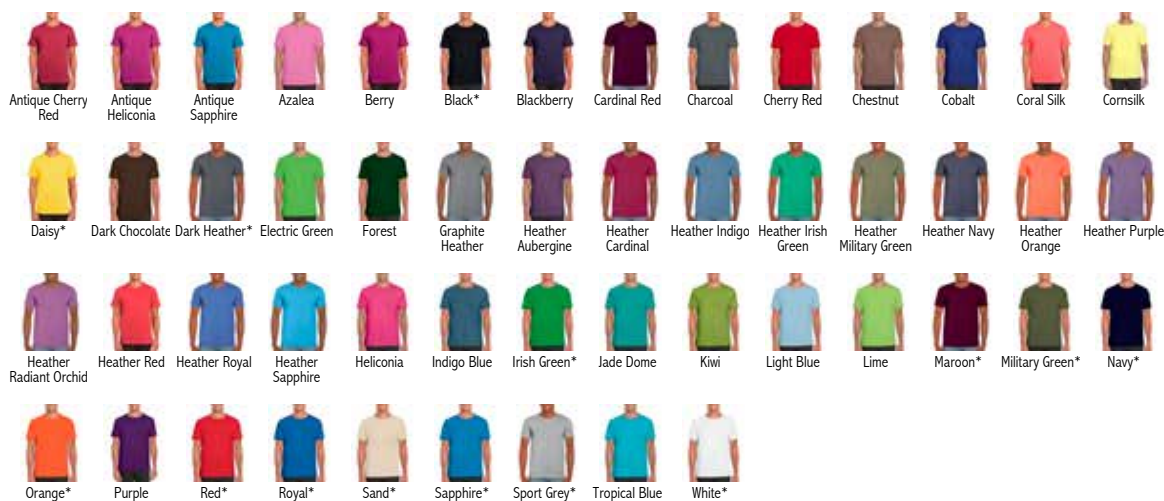 Antique Cherry Red
Antique Heliconia
Antique Sapphire
Azalea
Berry
Black*
Blackberry
Cardinal Red
Charcoal
Cherry Red
Chestnut
Cobalt
Coral Silk
Cornsilk
Daisy*
Dark Chocolate
Dark Heather*
Electric Green
Forest
Graphite Heather
Heather Aubergine
Heather Cardinal
Heather Indigo
Heather Irish Green
Heather Military Green
Heather Navy
Heather Orange
Heather Purple
Heather Radiant Orchid
Heather Red
Heather Royal
Heather Sapphire
Heliconia
Indigo Blue
Irish Green*
Jade Dome
Kiwi
Light Blue
Lime
Maroon*
Military Green*
Navy*
Orange*
Purple
Red*
Royal*
Sand*
Sapphire*
Sport Grey*
Tropical Blue
White*